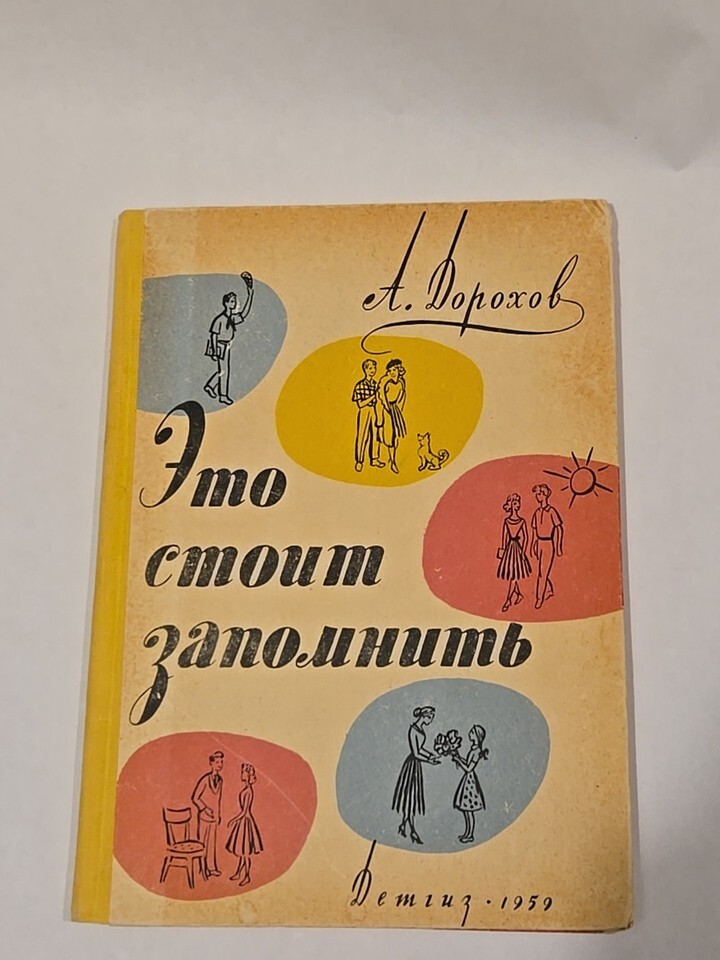 А. Дорохов
Это
стоит
запомнить
Детгиз · 1959